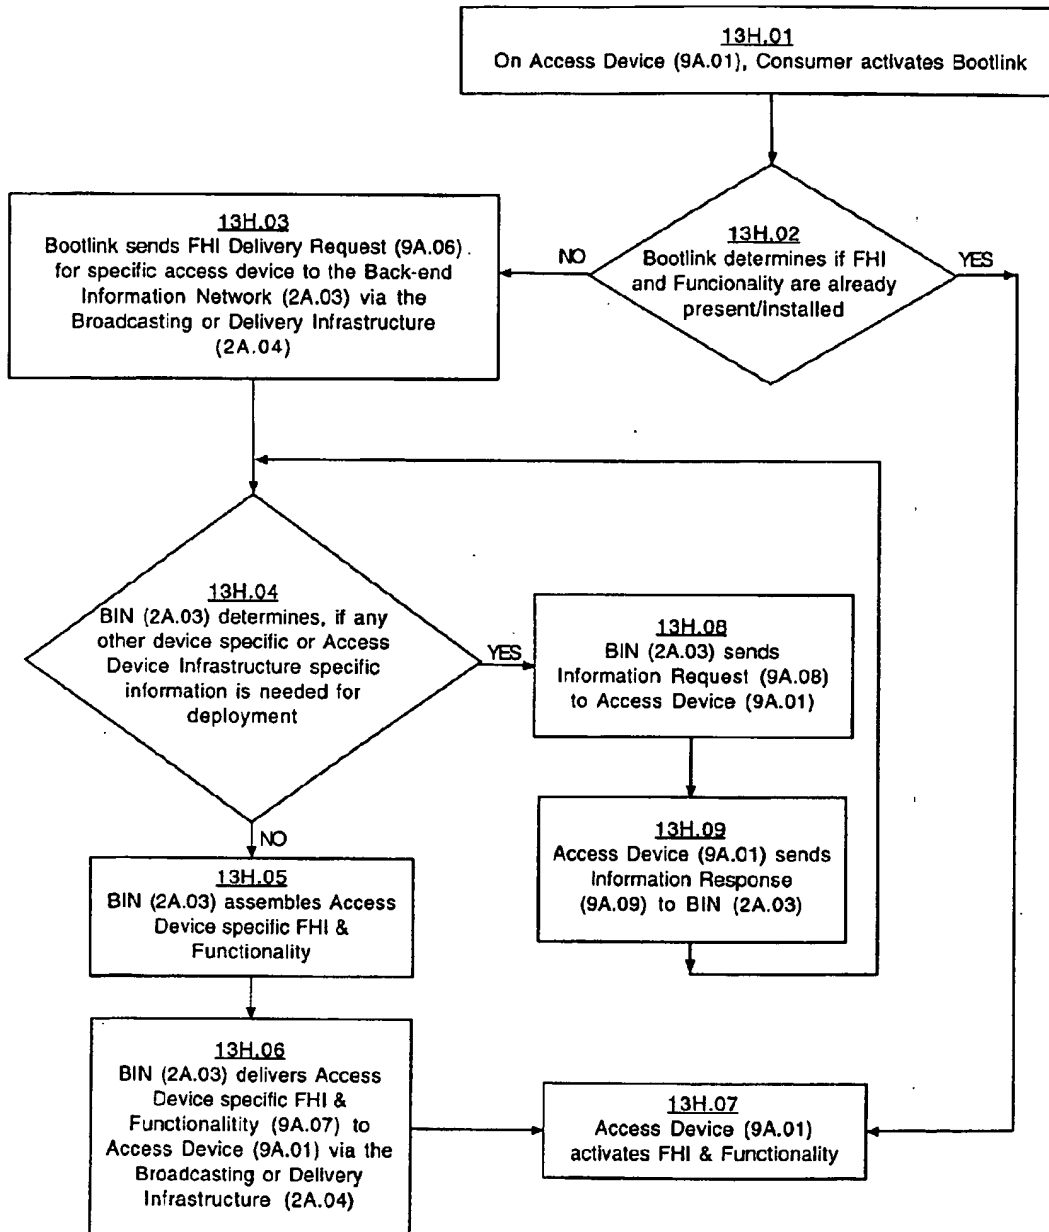 13H.01
On Access Device (9A.01), Consumer activates Bootlink
13H.02
Bootlink determines if FHI
and Funcionality are already
present/installed
NO
YES
13H.03
Bootlink sends FHI Delivery Request (9A.06)
for specific access device to the Back-end
Information Network (2A.03) via the
Broadcasting or Delivery Infrastructure
(2A.04)
13H.04
BIN (2A.03) determines, if any
other device specific or Access
Device Infrastructure specific
information is needed for
deployment
YES
13H.08
BIN (2A.03) sends
Information Request (9A.08)
to Access Device (9A.01)
13H.09
Access Device (9A.01) sends
Information Response
(9A.09) to BIN (2A.03)
NO
13H.05
BIN (2A.03) assembles Access
Device specific FHI &
Functionality
13H.06
BIN (2A.03) delivers Access
Device specific FHI &
Functionalitity (9A.07) to
Access Device (9A.01) via the
Broadcasting or Delivery
Infrastructure (2A.04)
13H.07
Access Device (9A.01)
activates FHI & Functionality